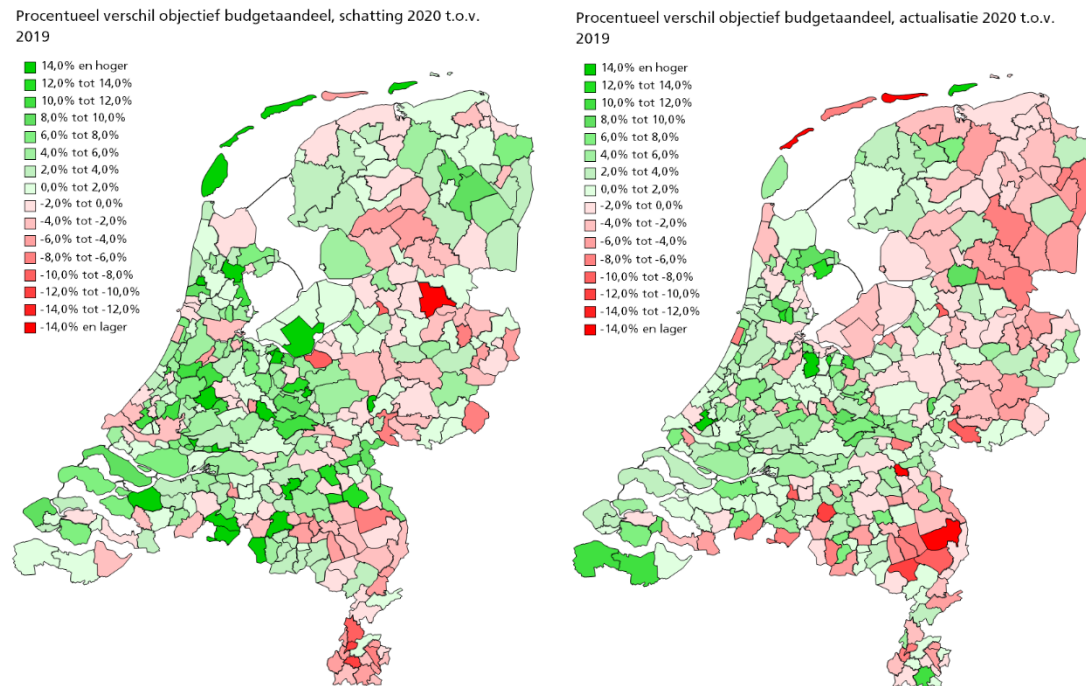 Procentueel verschil objectief budgetaandeel, schatting 2020 t.o.v.
2019
14,0% en hoger
12,0% tot 14,0%
10,0% tot 12,0%
8,0% tot 10,0%
6,0% tot 8,0%
4,0% tot 6,0%
2,0% tot 4,0%
0,0% tot 2,0%
-2,0% tot 0,0%
-4,0% tot -2,0%
-6,0% tot -4,0%
-8,0% tot -6,0%
-10,0% tot -8,0%
-12,0% tot -10,0%
-14,0% tot -12,0%
-14,0% en lager
Procentueel verschil objectief budgetaandeel, actualisatie 2020 t.o.v.
2019
14,0% en hoger
12,0% tot 14,0%
10,0% tot 12,0%
8,0% tot 10,0%
6,0% tot 8,0%
4,0% tot 6,0%
2,0% tot 4,0%
0,0% tot 2,0%
-2,0% tot 0,0%
-4,0% tot -2,0%
-6,0% tot -4,0%
-8,0% tot -6,0%
-10,0% tot -8,0%
-12,0% tot -10,0%
-14,0% tot -12,0%
-14,0% en lager